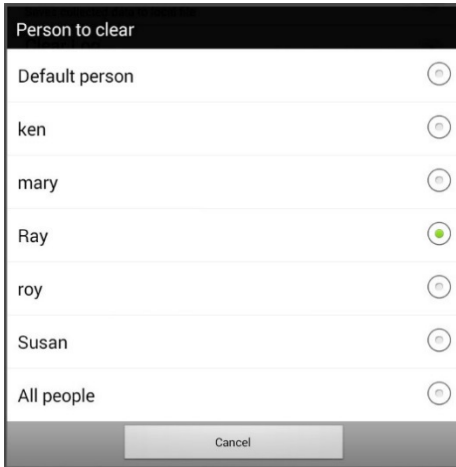 Person to clear
Default person
ken
mary
Ray
roy
Susan
All people
Cancel